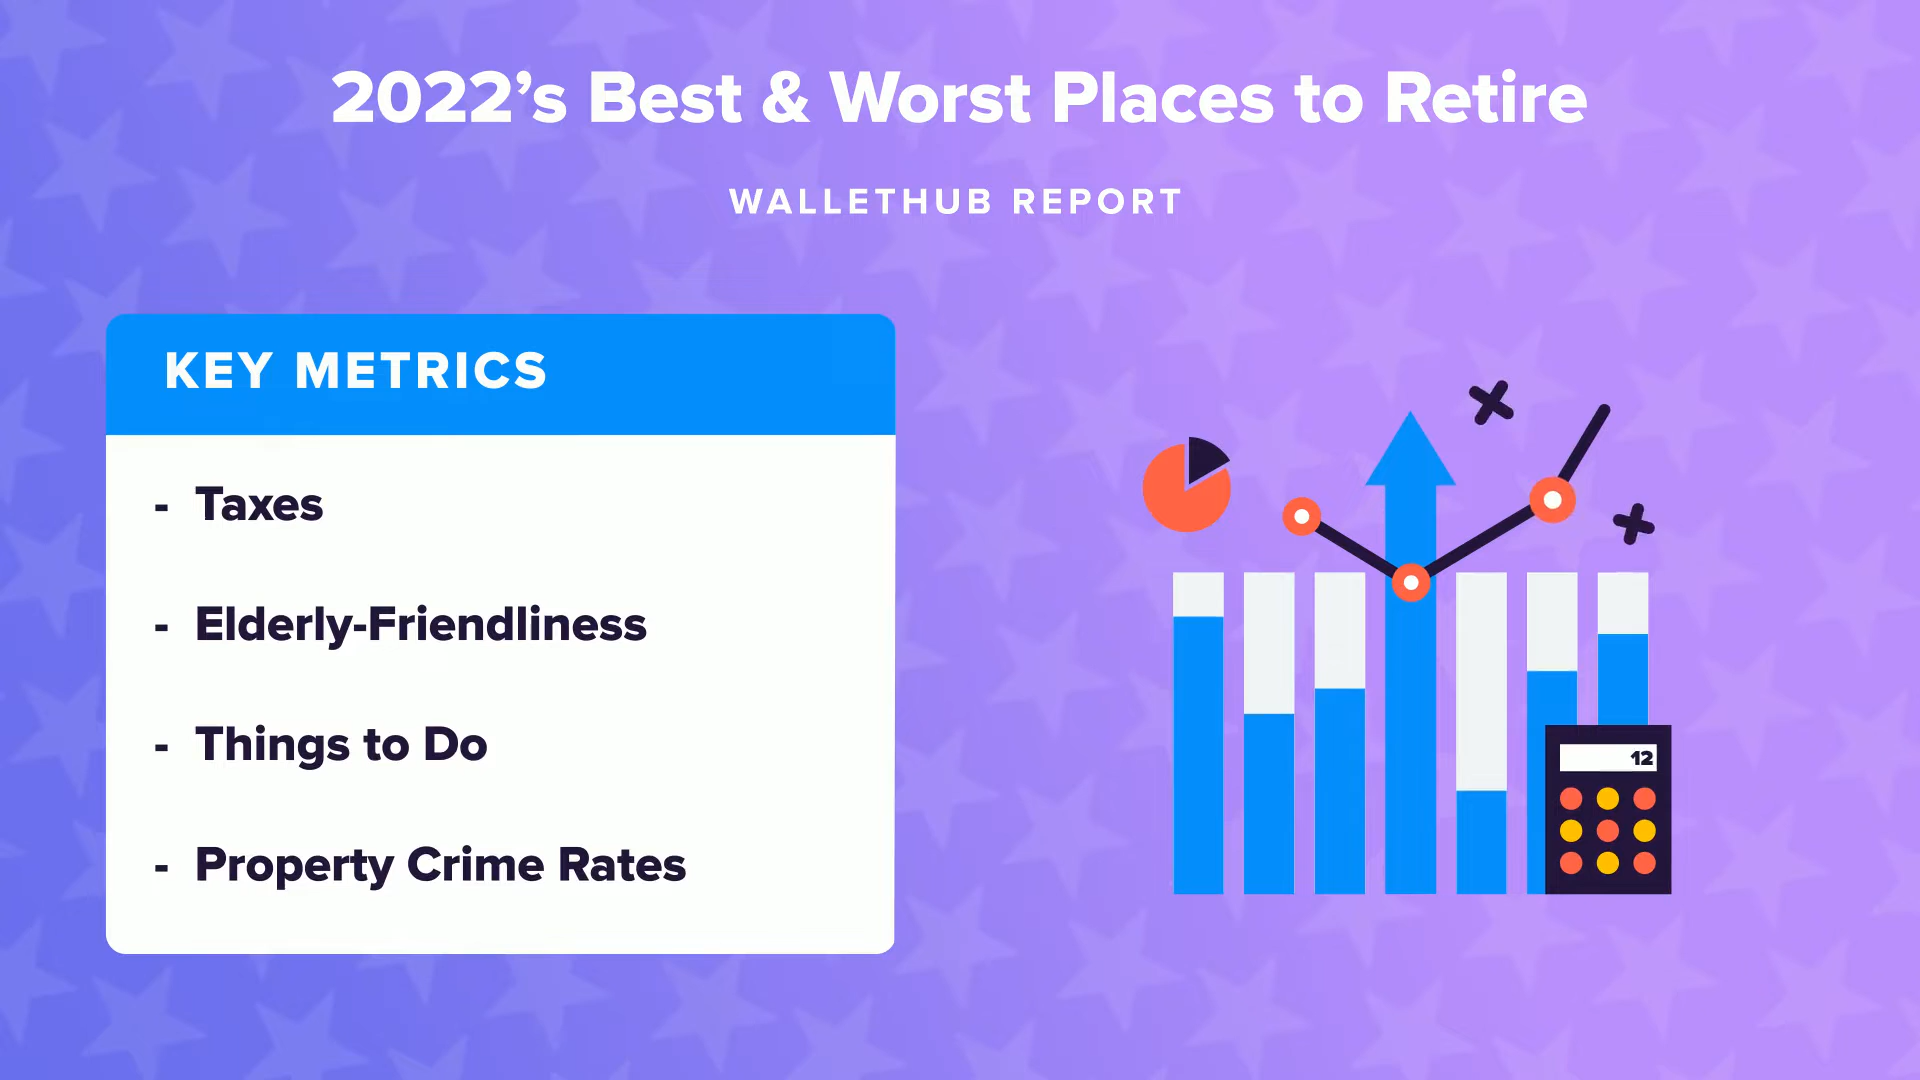 2022’s Best & Worst Places to Retire
WALLETHUB REPORT
KEY METRICS
- Taxes
- Elderly-Friendliness
- Things to Do
- Property Crime Rates
12